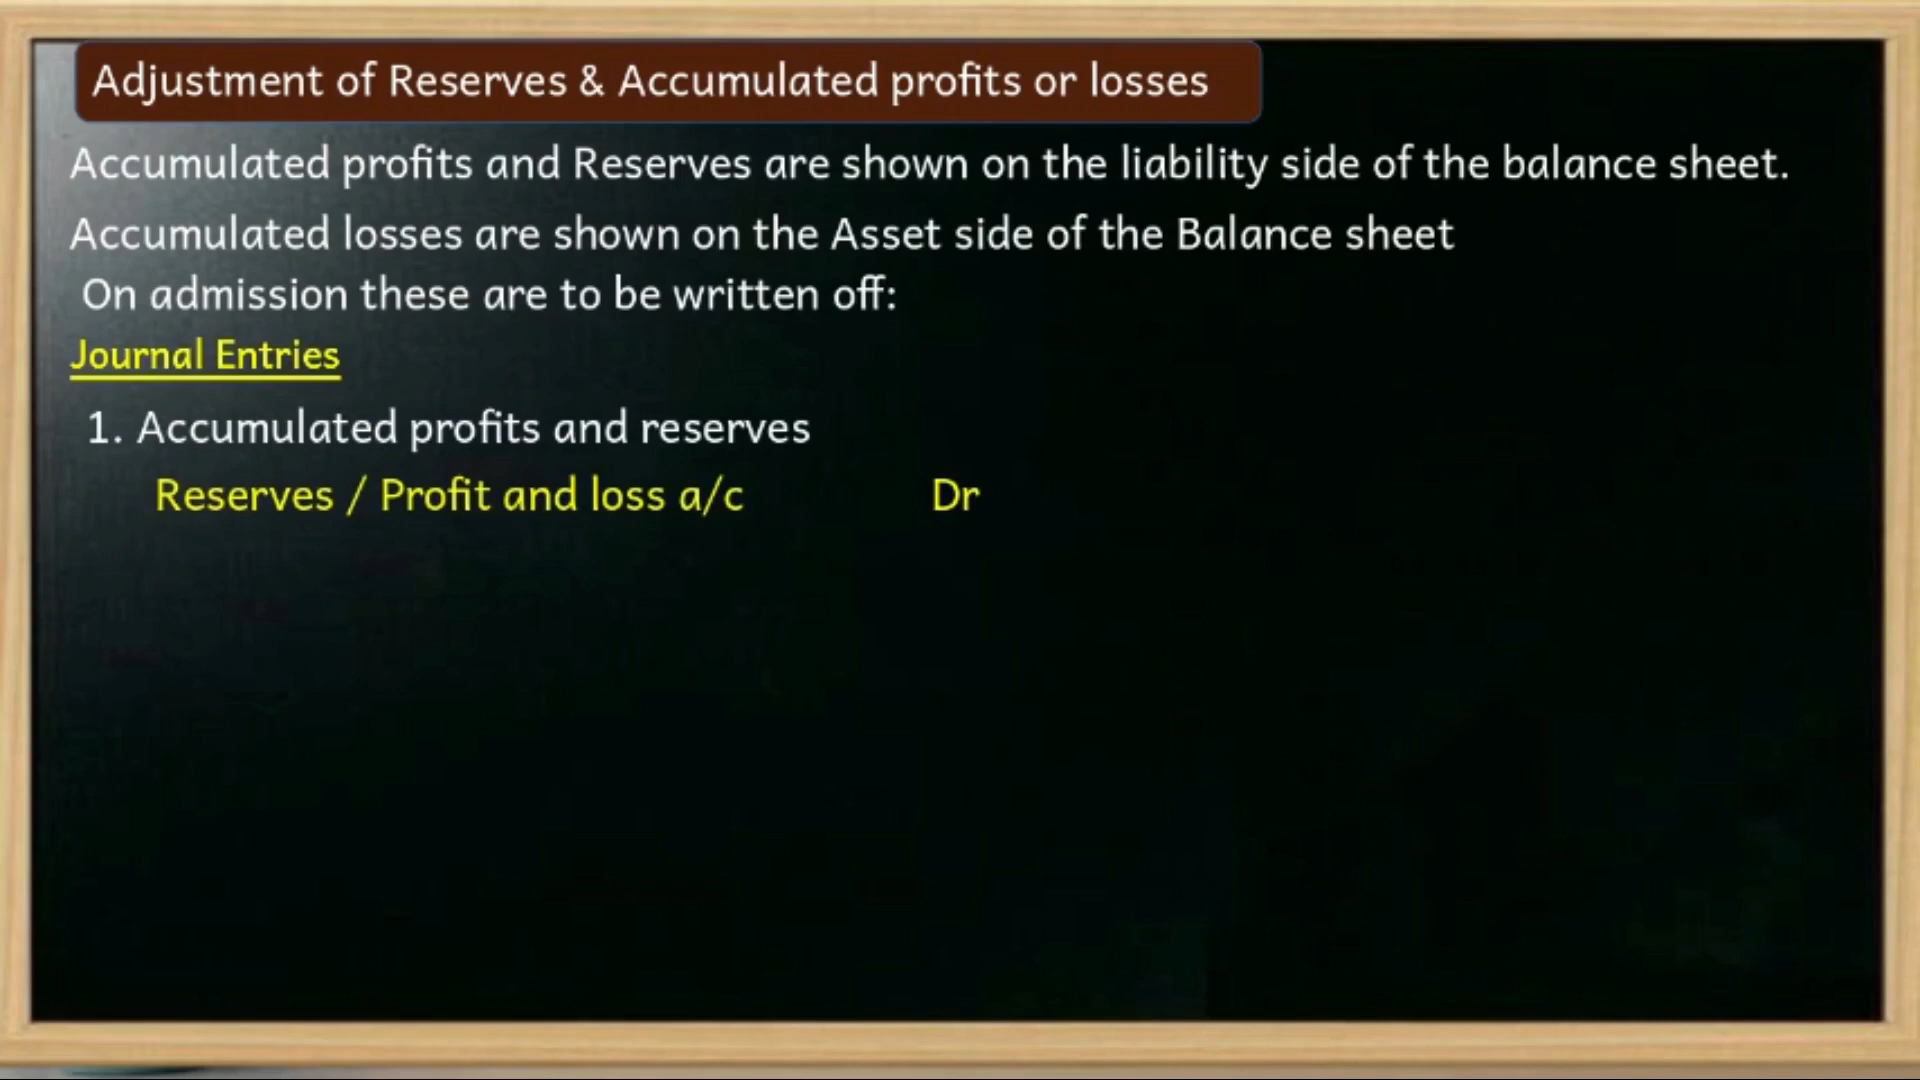 Adjustment of Reserves & Accumulated profits or losses
Accumulated profits and Reserves are shown on the liability side of the balance sheet.
Accumulated losses are shown on the Asset side of the Balance sheet
On admission these are to be written off:
Journal Entries
1. Accumulated profits and reserves
Reserves / Profit and loss a/c Dr